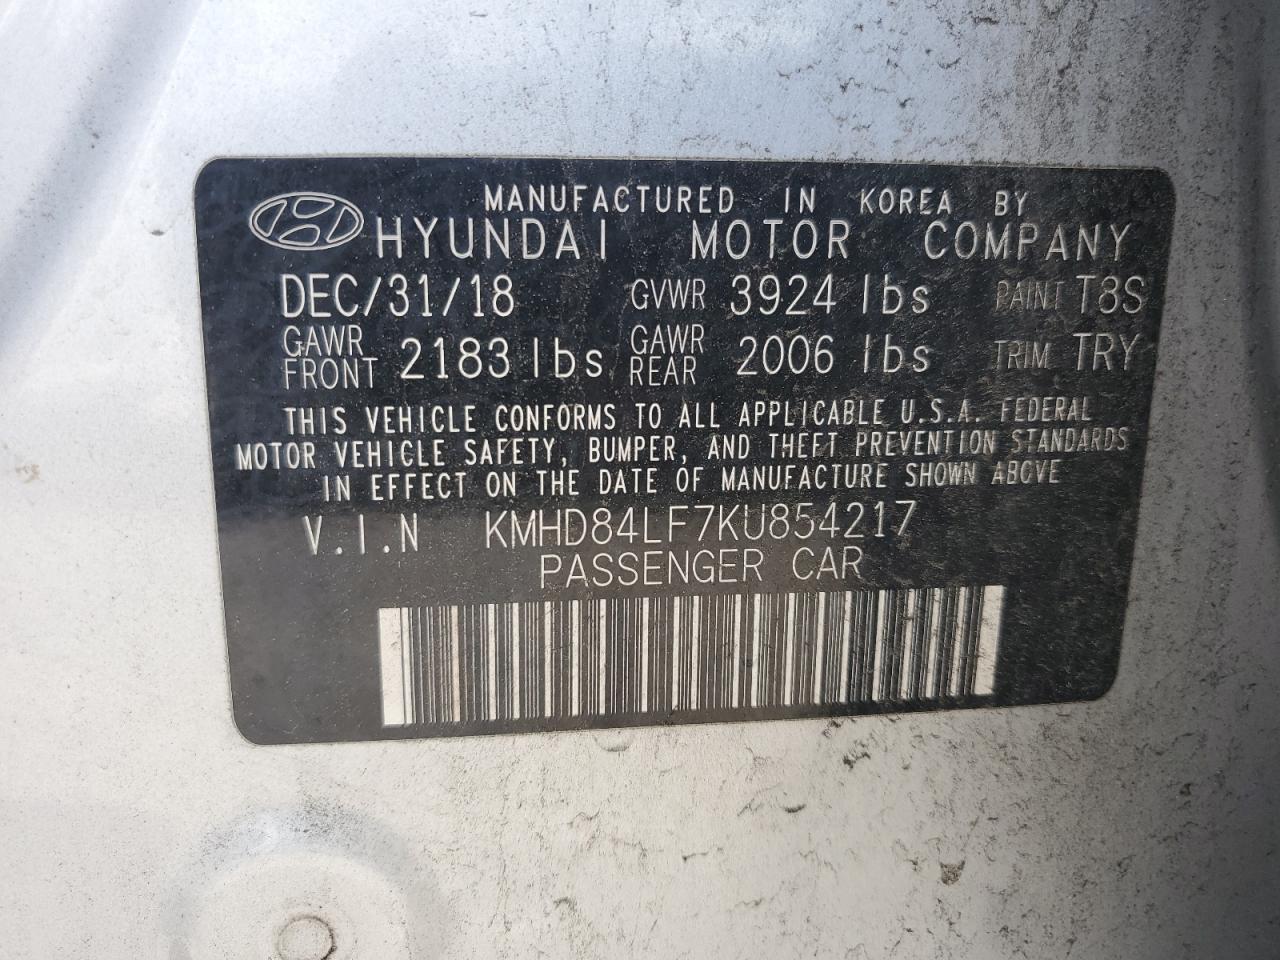 MANUFACTURED IN KOREA BY
HYUNDAI MOTOR COMPANY
DEC/31/18 GVWR 3924 lbs PAINT T8S
GAWR FRONT 2183 lbs GAWR REAR 2006 lbs TRIM TRY
THIS VEHICLE CONFORMS TO ALL APPLICABLE U.S.A. FEDERAL
MOTOR VEHICLE SAFETY, BUMPER, AND THEFT PREVENTION STANDARDS
IN EFFECT ON THE DATE OF MANUFACTURE SHOWN ABOVE
V.I.N KMHD84LF7KU854217
PASSENGER CAR